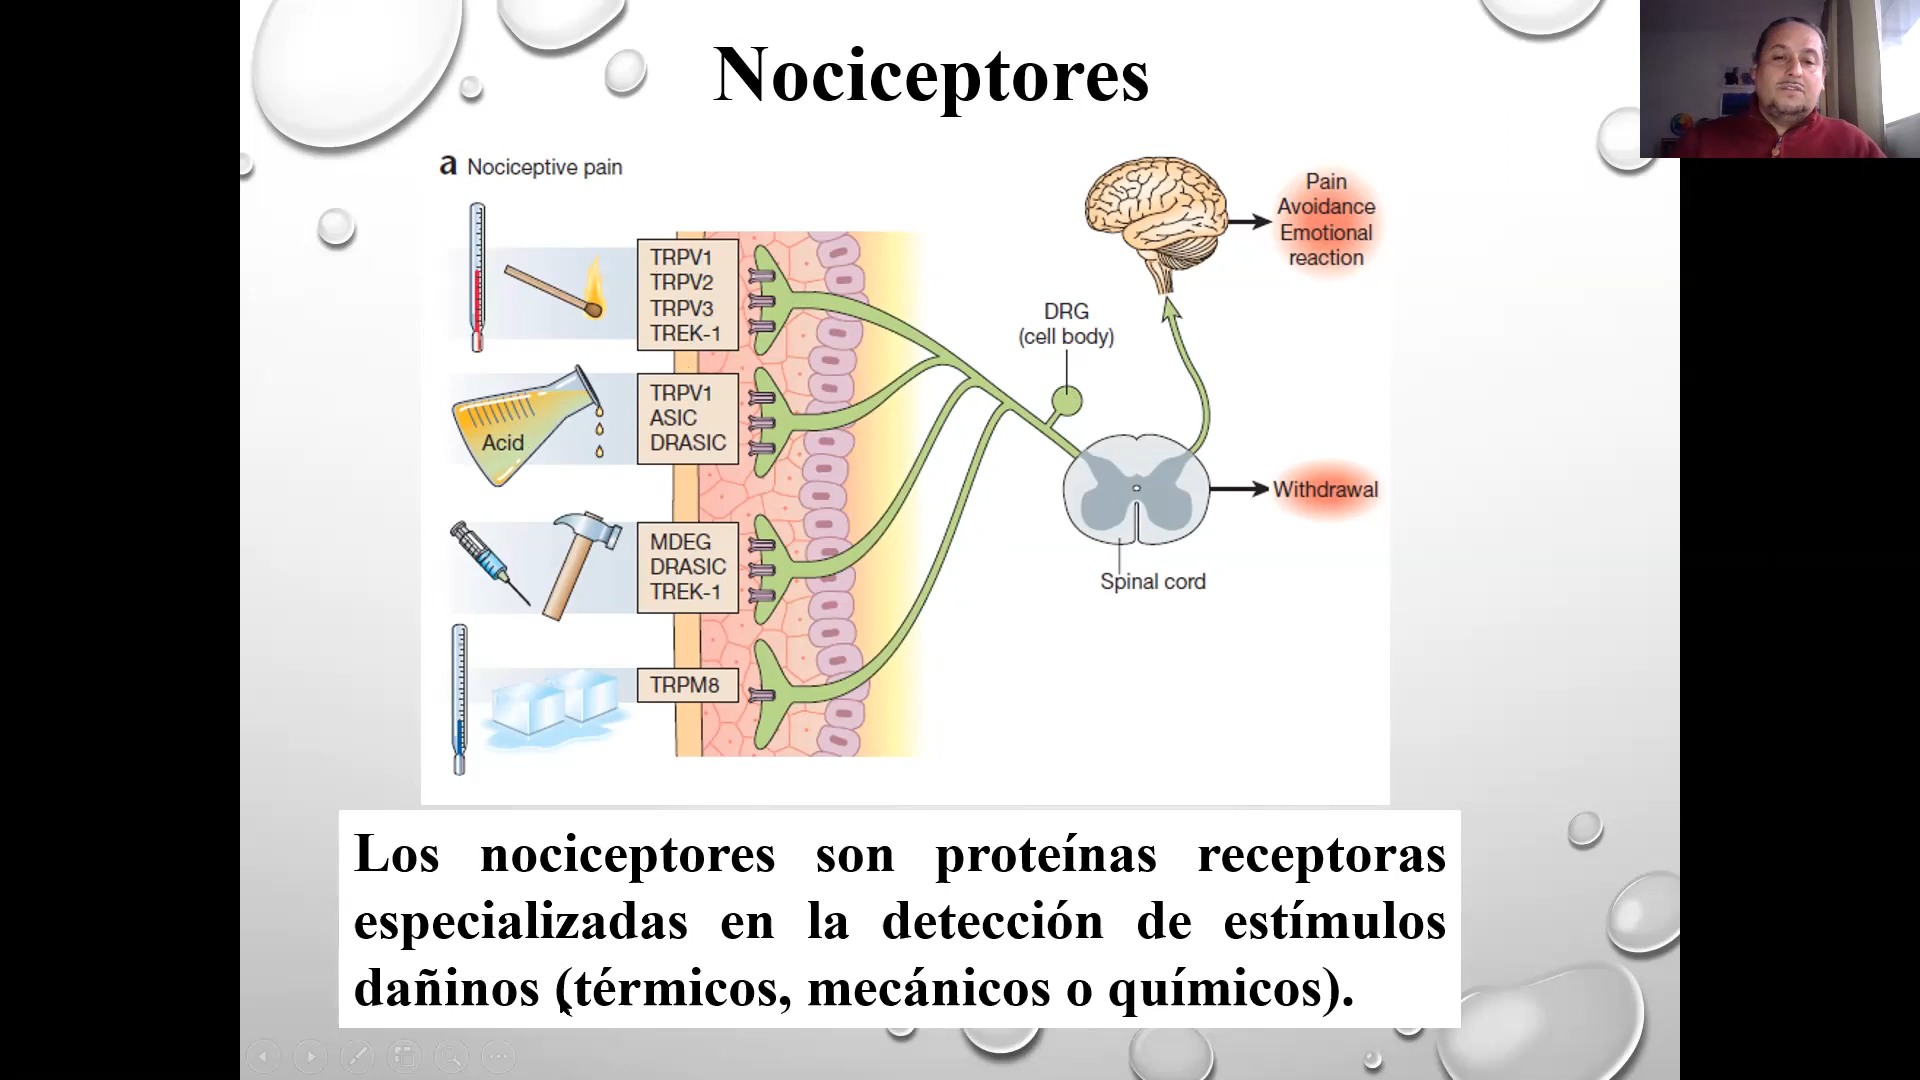 Nociceptores
a Nociceptive pain
TRPV1
TRPV2
TRPV3
TREK-1
Acid
TRPV1
ASIC
DRASIC
MDEG
DRASIC
TREK-1
TRPM8
DRG
(cell body)
Pain
Avoidance
Emotional
reaction
Withdrawal
Spinal cord
Los nociceptores son proteínas receptoras
especializadas en la detección de estímulos
dañinos (térmicos, mecánicos o químicos).